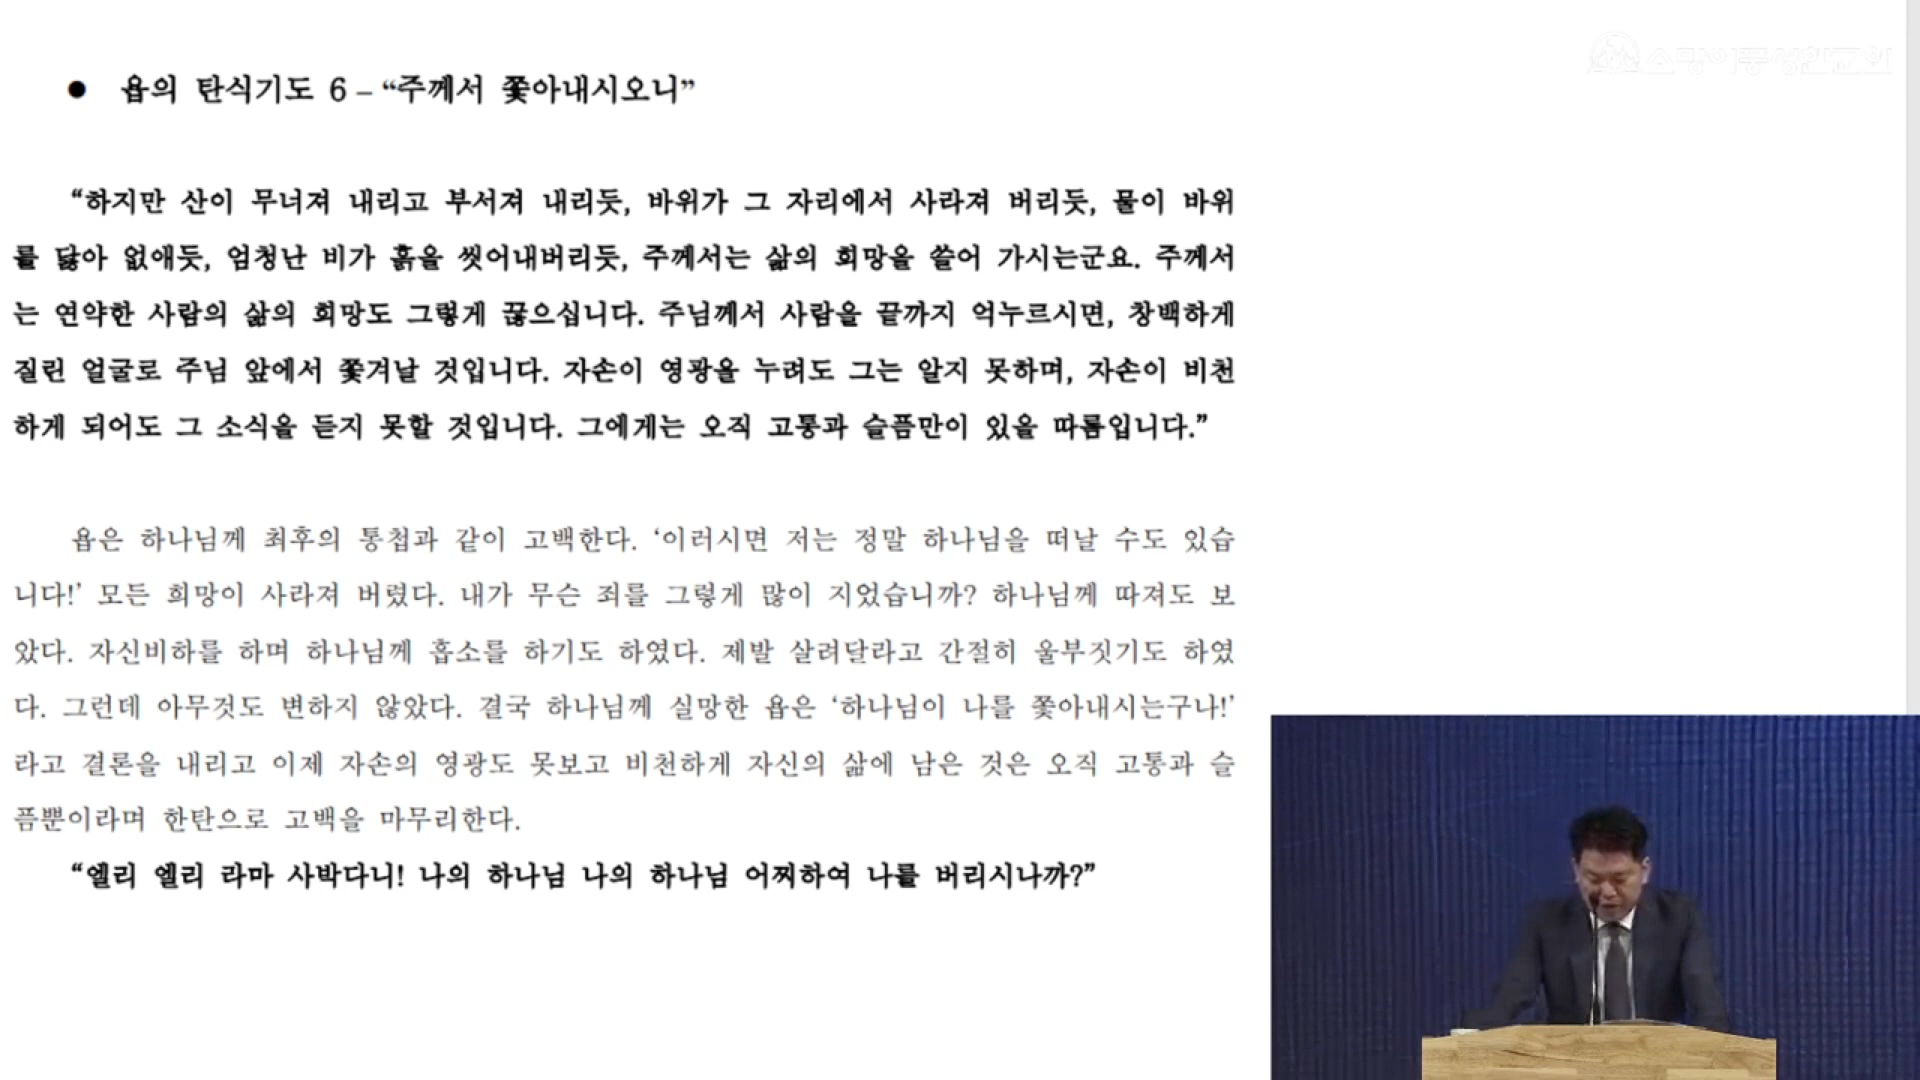 ● 욥의 탄식기도 6 – “주께서 쫓아내시오니”
“하지만 산이 무너져 내리고 부서져 내리듯, 바위가 그 자리에서 사라져 버리듯, 물이 바위
를 닳아 없애듯, 엄청난 비가 흙을 씻어내버리듯, 주께서는 삶의 희망을 쓸어 가시는군요. 주께서
는 연약한 사람의 삶의 희망도 그렇게 끊으십니다. 주님께서 사람을 끝까지 억누르시면, 창백하게
질린 얼굴로 주님 앞에서 쫓겨날 것입니다. 자손이 영광을 누려도 그는 알지 못하며, 자손이 비천
하게 되어도 그 소식을 듣지 못할 것입니다. 그에게는 오직 고통과 슬픔만이 있을 따름입니다.”
욥은 하나님께 최후의 통첩과 같이 고백한다. ‘이러시면 저는 정말 하나님을 떠날 수도 있습
니다!’ 모든 희망이 사라져 버렸다. 내가 무슨 죄를 그렇게 많이 지었습니까? 하나님께 따져도 보
았다. 자신비하를 하며 하나님께 흡소를 하기도 하였다. 제발 살려달라고 간절히 울부짓기도 하였
다. 그런데 아무것도 변하지 않았다. 결국 하나님께 실망한 욥은 ‘하나님이 나를 쫓아내시는구나!’
라고 결론을 내리고 이제 자손의 영광도 못보고 비천하게 자신의 삶에 남은 것은 오직 고통과 슬
픔뿐이라며 한탄으로 고백을 마무리한다.
“엘리 엘리 라마 사박다니! 나의 하나님 나의 하나님 어찌하여 나를 버리시나까?”